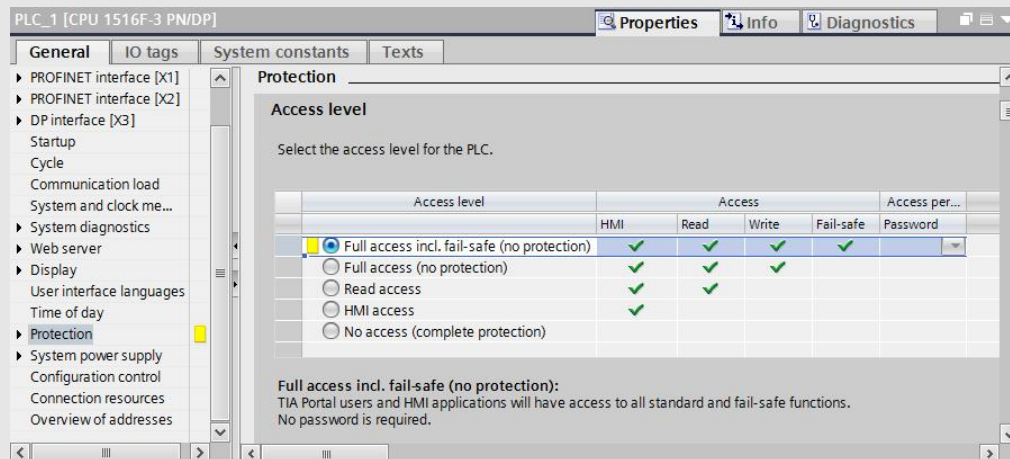 PLC_1 [CPU 1516F-3 PN/DP]
Properties
Info
Diagnostics
General
IO tags
System constants
Texts
PROFINET interface [X1]
PROFINET interface [X2]
DP interface [X3]
Startup
Cycle
Communication load
System and clock me...
System diagnostics
Web server
Display
User interface languages
Time of day
Protection
System power supply
Configuration control
Connection resources
Overview of addresses
Protection
Access level
Select the access level for the PLC.
Access level Access Access per...
HMI Read Write Fail-safe Password
Full access incl. fail-safe (no protection)
Full access (no protection)
Read access
HMI access
No access (complete protection)
Full access incl. fail-safe (no protection):
TIA Portal users and HMI applications will have access to all standard and fail-safe functions.
No password is required.